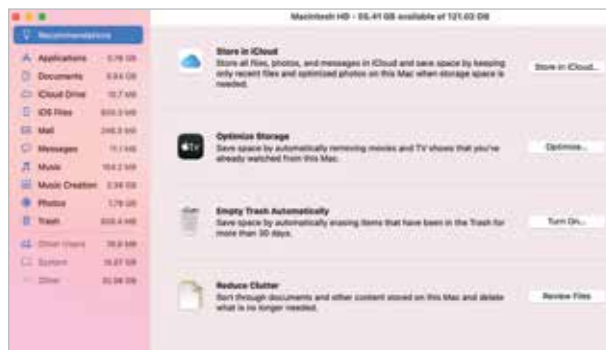 Macintosh HD - 55.41 GB available of 121.02 GB
Recommendations
Applications
Documents
iCloud Drive
iOS Files
Mail
Messages
Music
Music Creation
Photos
Trash
Other Users
System
Other
Store in iCloud
Store all files, photos, and messages in iCloud and save space by keeping
only recent files and optimized photos on this Mac when storage space is
needed.
Store in iCloud...
Optimize Storage
Save space by automatically removing movies and TV shows that you've
already watched from this Mac.
Optimize...
tv
Empty Trash Automatically
Save space by automatically erasing items that have been in the Trash for
more than 30 days.
Turn On...
Reduce Clutter
Sort through documents and other content stored on this Mac and delete
what is no longer needed.
Review Files